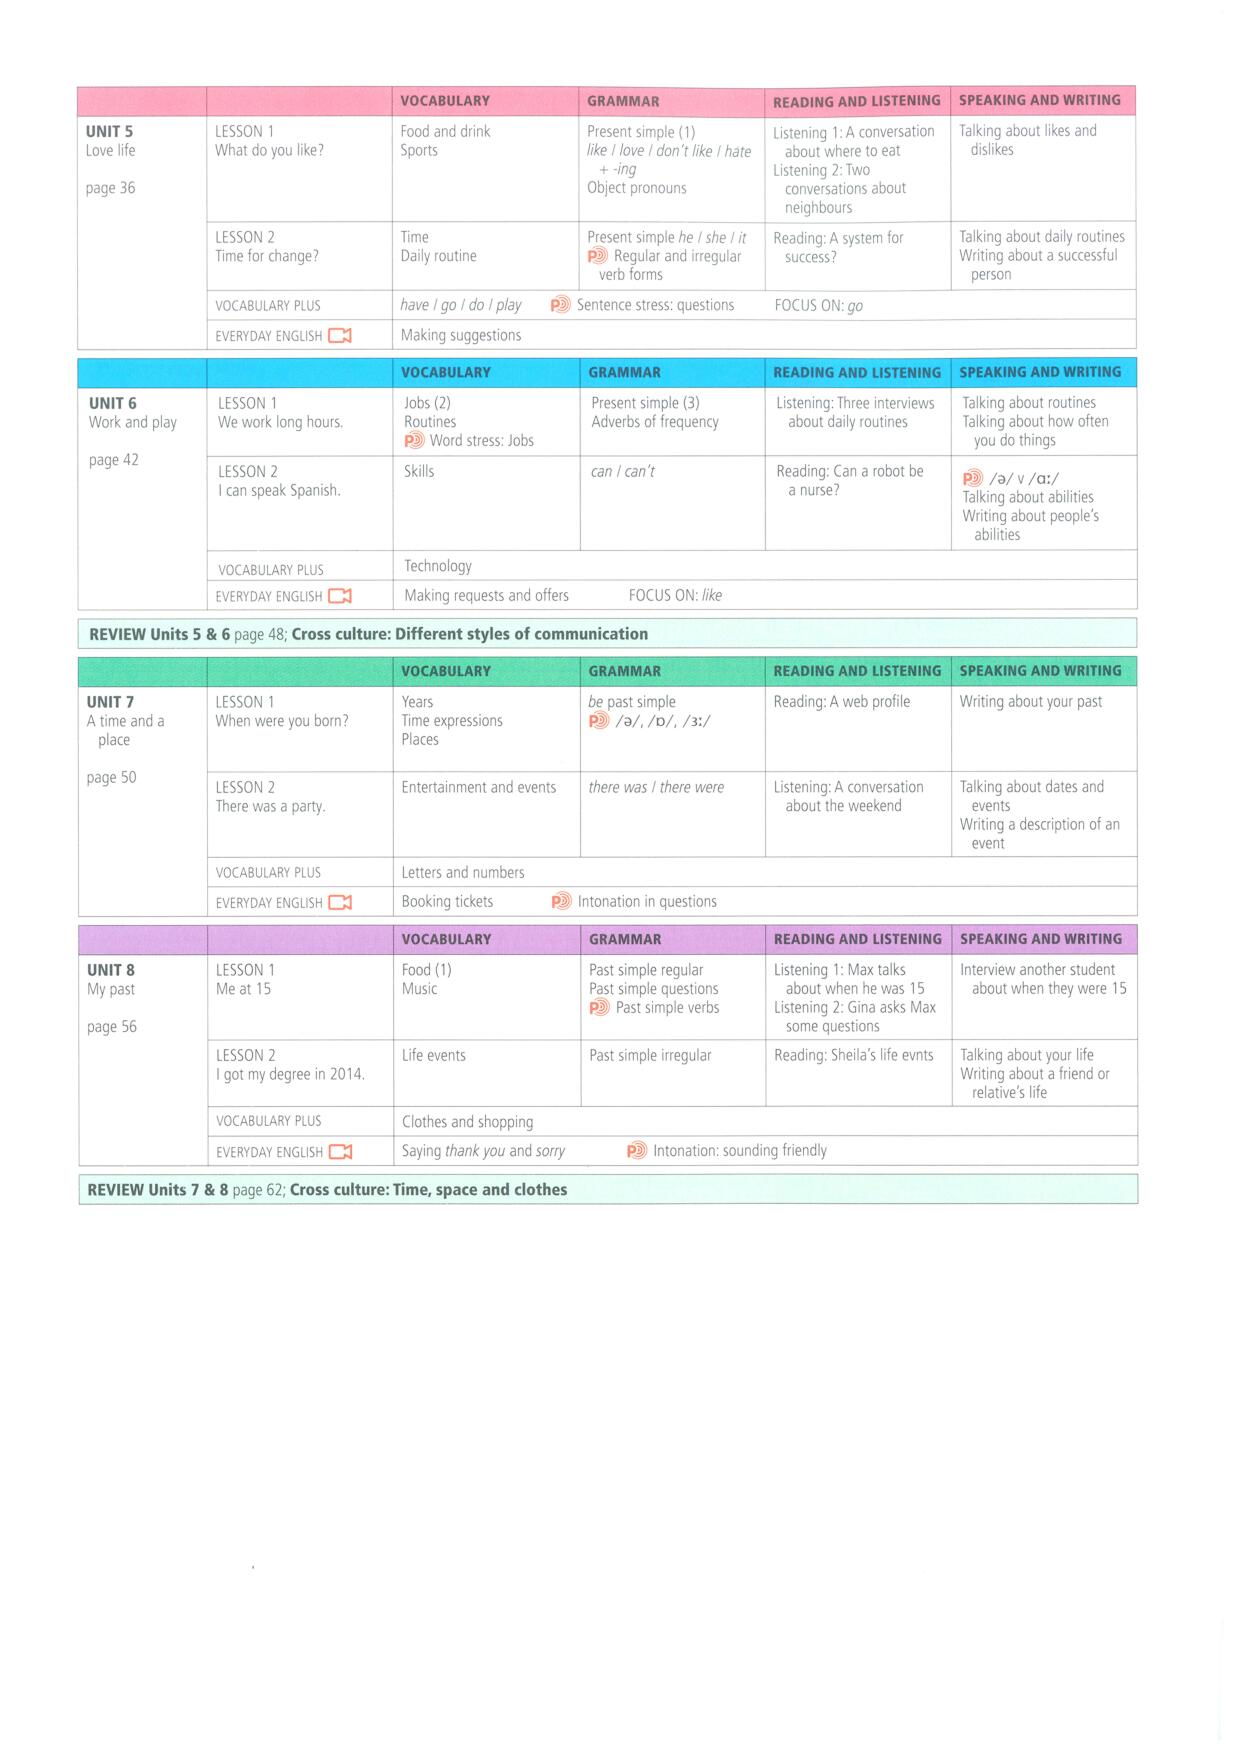 VOCABULARY GRAMMAR READING AND LISTENING SPEAKING AND WRITING
UNIT 5
Love life
page 36
LESSON 1
What do you like?
Food and drink
Sports
Present simple (1)
like / love / don't like / hate
+ -ing
Object pronouns
Listening 1: A conversation
about where to eat
Listening 2: Two
conversations about
neighbours
Talking about likes and
dislikes
LESSON 2
Time for change?
Time
Daily routine
Present simple he / she / it
P Regular and irregular
verb forms
Reading: A system for
success?
Talking about daily routines
Writing about a successful
person
VOCABULARY PLUS have / go / do / play P Sentence stress: questions FOCUS ON: go
EVERYDAY ENGLISH Making suggestions
VOCABULARY GRAMMAR READING AND LISTENING SPEAKING AND WRITING
UNIT 6
Work and play
page 42
LESSON 1
We work long hours.
Jobs (2)
Routines
P Word stress: Jobs
Present simple (3)
Adverbs of frequency
Listening: Three interviews
about daily routines
Talking about routines
Talking about how often
you do things
LESSON 2
I can speak Spanish.
Skills
can / can't
Reading: Can a robot be
a nurse?
P /ə/ v /ɑː/
Talking about abilities
Writing about people's
abilities
VOCABULARY PLUS Technology
EVERYDAY ENGLISH Making requests and offers FOCUS ON: like
REVIEW Units 5 & 6 page 48; Cross culture: Different styles of communication
VOCABULARY GRAMMAR READING AND LISTENING SPEAKING AND WRITING
UNIT 7
A time and a
place
page 50
LESSON 1
When were you born?
Years
Time expressions
Places
be past simple
P /ə/, /ɒ/, /ɜː/
Reading: A web profile
Writing about your past
LESSON 2
There was a party.
Entertainment and events
there was / there were
Listening: A conversation
about the weekend
Talking about dates and
events
Writing a description of an
event
VOCABULARY PLUS Letters and numbers
EVERYDAY ENGLISH Booking tickets P Intonation in questions
VOCABULARY GRAMMAR READING AND LISTENING SPEAKING AND WRITING
UNIT 8
My past
page 56
LESSON 1
Me at 15
Food (1)
Music
Past simple regular
Past simple questions
P Past simple verbs
Listening 1: Max talks
about when he was 15
Listening 2: Gina asks Max
some questions
Interview another student
about when they were 15
LESSON 2
I got my degree in 2014.
Life events
Past simple irregular
Reading: Sheila's life evnts
Talking about your life
Writing about a friend or
relative's life
VOCABULARY PLUS Clothes and shopping
EVERYDAY ENGLISH Saying thank you and sorry P Intonation: sounding friendly
REVIEW Units 7 & 8 page 62; Cross culture: Time, space and clothes